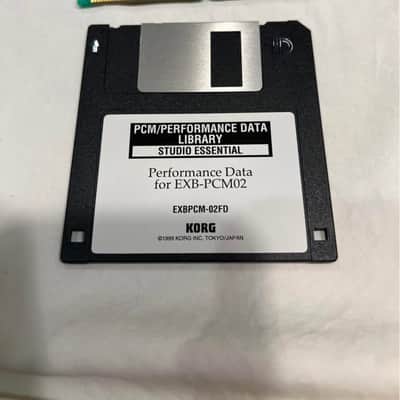 PCM/PERFORMANCE DATA
LIBRARY
STUDIO ESSENTIAL
Performance Data
for EXB-PCM02
EXBPCM-02FD
KORG
©1999 KORG INC. TOKYO/JAPAN